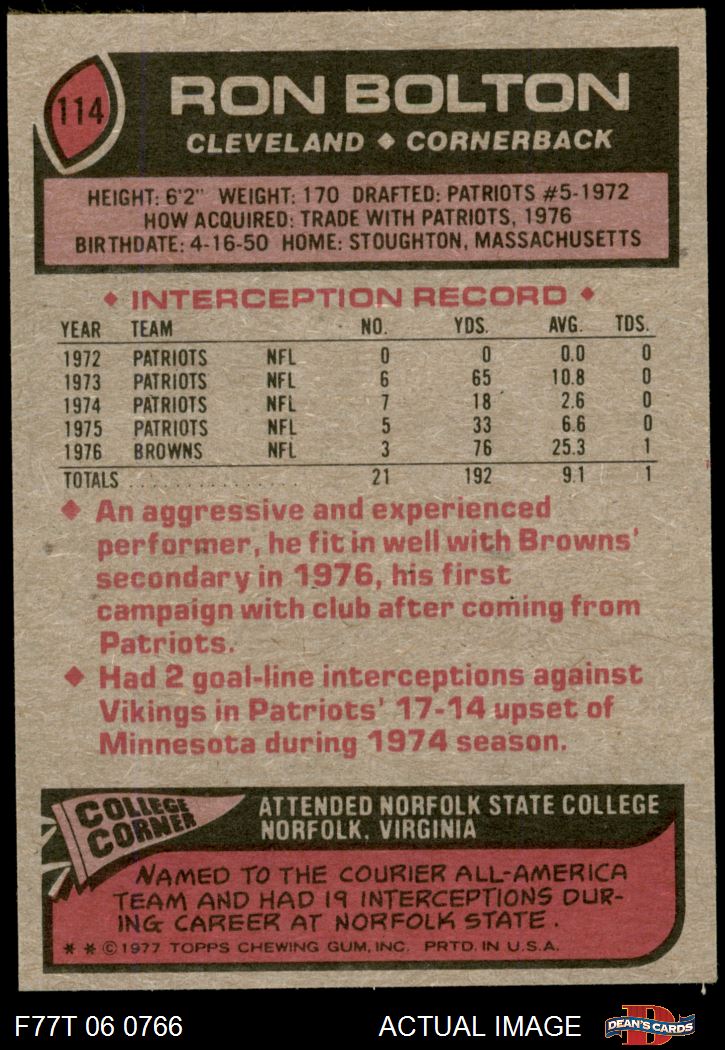 114
RON BOLTON
CLEVELAND ◆ CORNERBACK
HEIGHT: 6'2" WEIGHT: 170 DRAFTED: PATRIOTS #5-1972
HOW ACQUIRED: TRADE WITH PATRIOTS, 1976
BIRTHDATE: 4-16-50 HOME: STOUGHTON, MASSACHUSETTS
◆ INTERCEPTION RECORD ◆
YEAR TEAM NO. YDS. AVG. TDS.
1972 PATRIOTS NFL 0 0 0.0 0
1973 PATRIOTS NFL 6 65 10.8 0
1974 PATRIOTS NFL 7 18 2.6 0
1975 PATRIOTS NFL 5 33 6.6 0
1976 BROWNS NFL 3 76 25.3 1
TOTALS ................ 21 192 9.1 1
◆ An aggressive and experienced
performer, he fit in well with Browns'
secondary in 1976, his first
campaign with club after coming from
Patriots.
◆ Had 2 goal-line interceptions against
Vikings in Patriots' 17-14 upset of
Minnesota during 1974 season.
COLLEGE
CORNER
ATTENDED NORFOLK STATE COLLEGE
NORFOLK, VIRGINIA
NAMED TO THE COURIER ALL-AMERICA
TEAM AND HAD 19 INTERCEPTIONS DUR-
ING CAREER AT NORFOLK STATE.
* * © 1977 TOPPS CHEWING GUM, INC. PRTD. IN U.S.A.
F77T 06 0766 ACTUAL IMAGE
D
DEAN'S CARDS